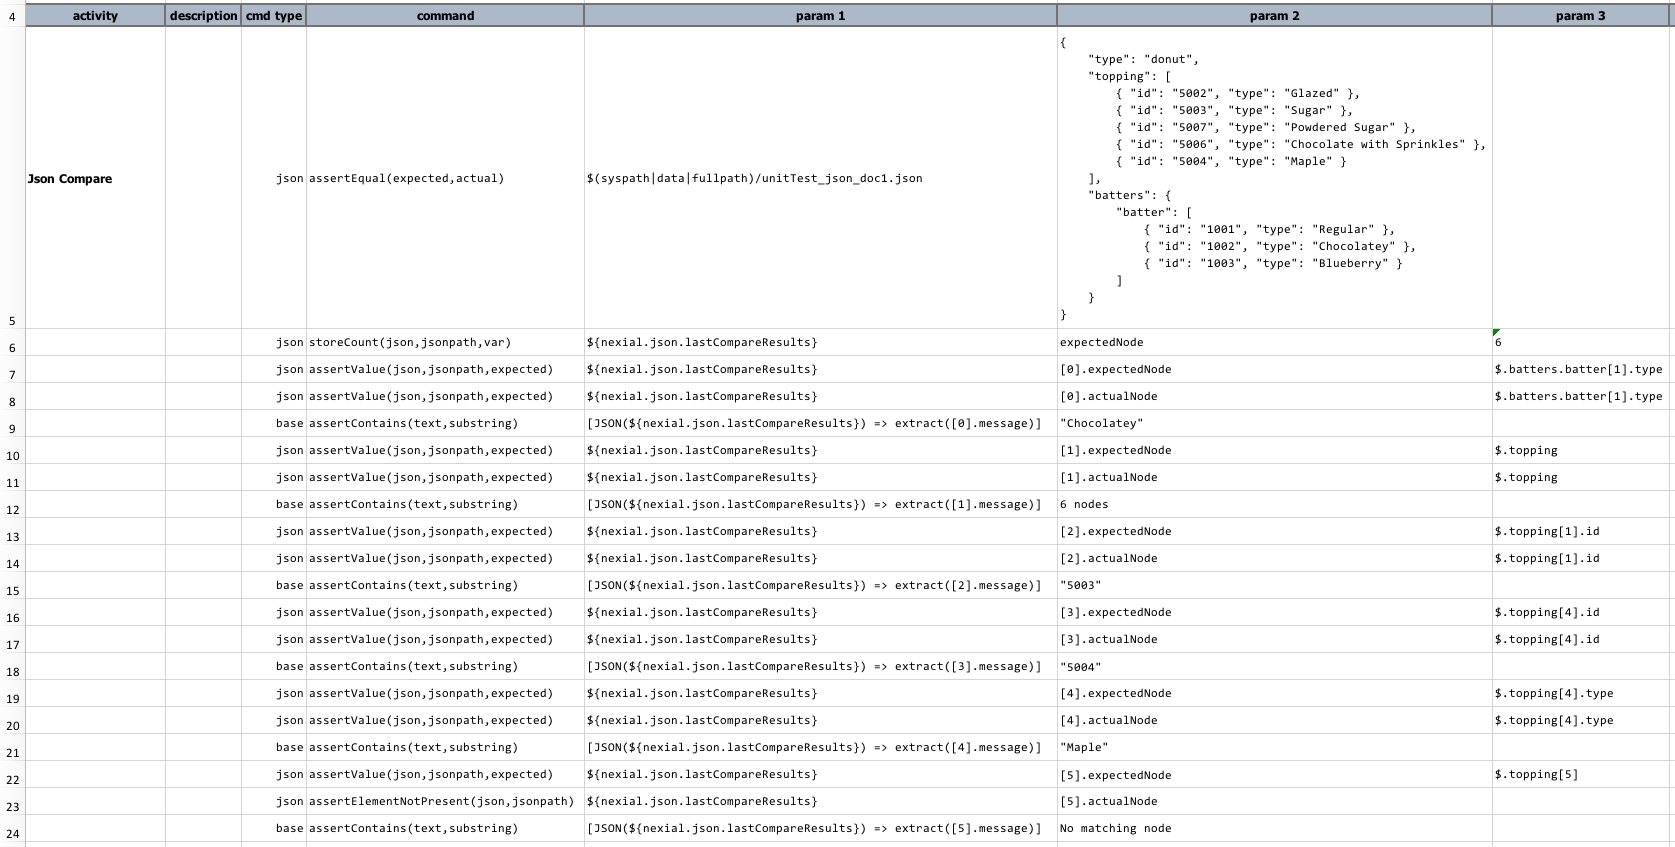 4 activity description cmd type command param 1 param 2 param 3
{
"type": "donut",
"topping": [
{ "id": "5002", "type": "Glazed" },
{ "id": "5003", "type": "Sugar" },
{ "id": "5007", "type": "Powdered Sugar" },
{ "id": "5006", "type": "Chocolate with Sprinkles" },
{ "id": "5004", "type": "Maple" }
Json Compare json assertEqual(expected,actual) $(syspath|data|fullpath)/unitTest_json_doc1.json ],
"batters": {
"batter": [
{ "id": "1001", "type": "Regular" },
{ "id": "1002", "type": "Chocolatey" },
{ "id": "1003", "type": "Blueberry" }
]
}
5 }
6 json storeCount(json,jsonpath,var) ${nexial.json.lastCompareResults} expectedNode 6
7 json assertValue(json,jsonpath,expected) ${nexial.json.lastCompareResults} [0].expectedNode $.batters.batter[1].type
8 json assertValue(json,jsonpath,expected) ${nexial.json.lastCompareResults} [0].actualNode $.batters.batter[1].type
9 base assertContains(text,substring) [JSON(${nexial.json.lastCompareResults}) => extract([0].message)] "Chocolatey"
10 json assertValue(json,jsonpath,expected) ${nexial.json.lastCompareResults} [1].expectedNode $.topping
11 json assertValue(json,jsonpath,expected) ${nexial.json.lastCompareResults} [1].actualNode $.topping
12 base assertContains(text,substring) [JSON(${nexial.json.lastCompareResults}) => extract([1].message)] 6 nodes
13 json assertValue(json,jsonpath,expected) ${nexial.json.lastCompareResults} [2].expectedNode $.topping[1].id
14 json assertValue(json,jsonpath,expected) ${nexial.json.lastCompareResults} [2].actualNode $.topping[1].id
15 base assertContains(text,substring) [JSON(${nexial.json.lastCompareResults}) => extract([2].message)] "5003"
16 json assertValue(json,jsonpath,expected) ${nexial.json.lastCompareResults} [3].expectedNode $.topping[4].id
17 json assertValue(json,jsonpath,expected) ${nexial.json.lastCompareResults} [3].actualNode $.topping[4].id
18 base assertContains(text,substring) [JSON(${nexial.json.lastCompareResults}) => extract([3].message)] "5004"
19 json assertValue(json,jsonpath,expected) ${nexial.json.lastCompareResults} [4].expectedNode $.topping[4].type
20 json assertValue(json,jsonpath,expected) ${nexial.json.lastCompareResults} [4].actualNode $.topping[4].type
21 base assertContains(text,substring) [JSON(${nexial.json.lastCompareResults}) => extract([4].message)] "Maple"
22 json assertValue(json,jsonpath,expected) ${nexial.json.lastCompareResults} [5].expectedNode $.topping[5]
23 json assertElementNotPresent(json,jsonpath) ${nexial.json.lastCompareResults} [5].actualNode
24 base assertContains(text,substring) [JSON(${nexial.json.lastCompareResults}) => extract([5].message)] No matching node